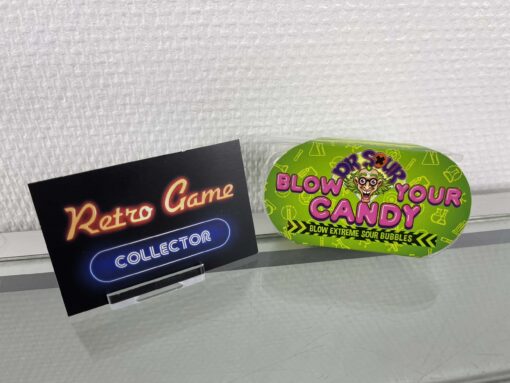 Retro Game
COLLECTOR
DR SOUR
BLOW YOUR
CANDY
BLOW EXTREME SOUR BUBBLES